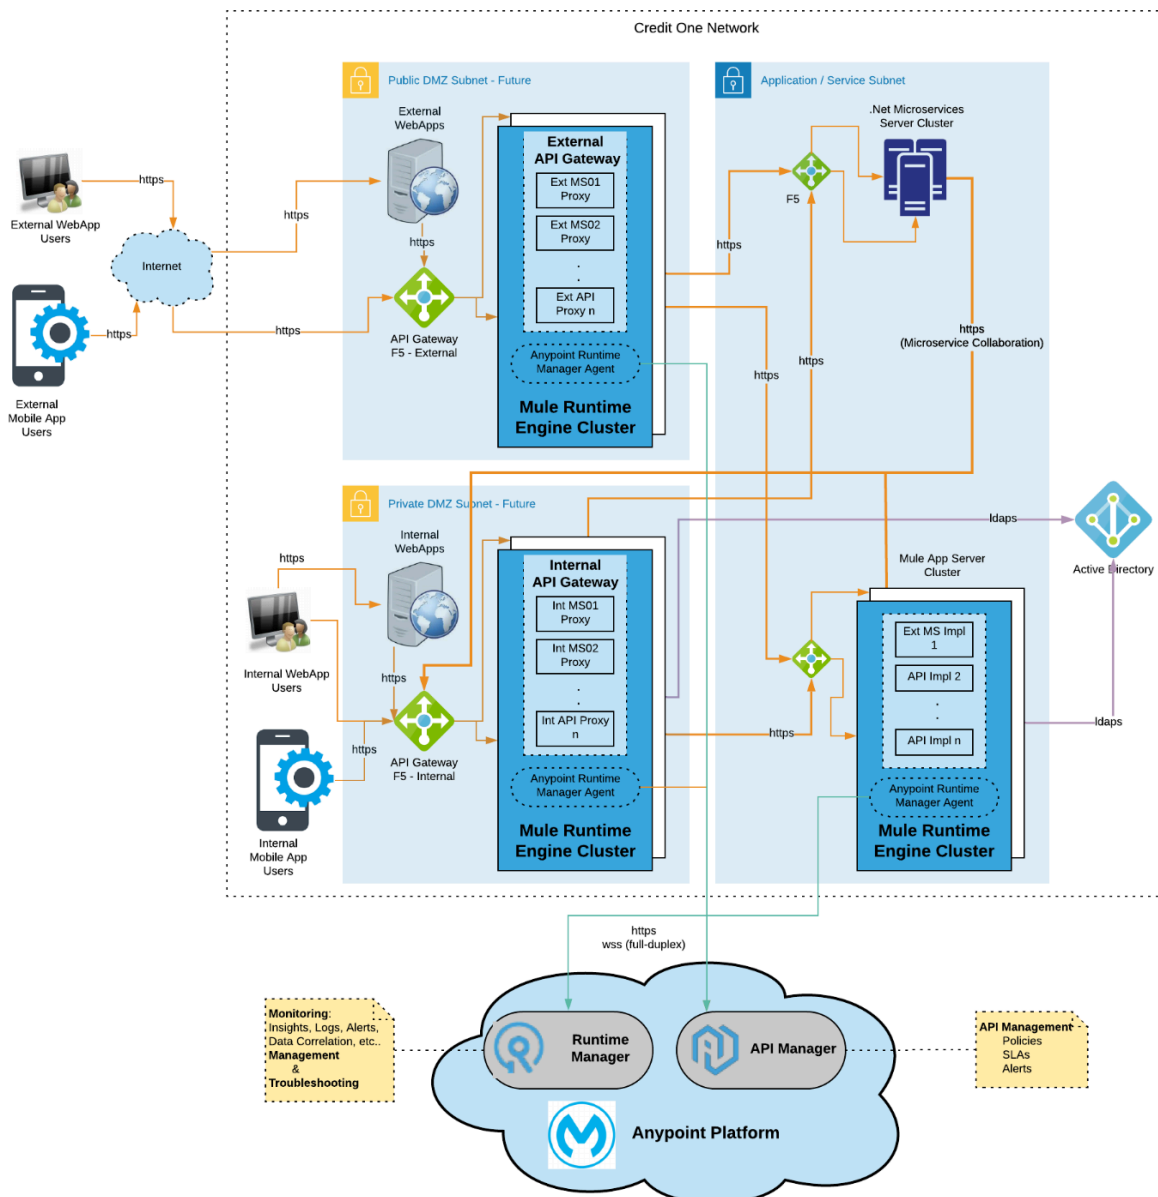 Credit One Network
Public DMZ Subnet - Future
Application / Service Subnet
External
WebApps
.Net Microservices
Server Cluster
External
API Gateway
Ext MS01
Proxy
Ext MS02
Proxy
.
.
Ext API
Proxy n
Anypoint Runtime
Manager Agent
Mule Runtime
Engine Cluster
https
External WebApp
Users
Internet
https
https
https
https
External
Mobile App
Users
API Gateway
F5 - External
F5
https
https
https
https
(Microservice Collaboration)
Private DMZ Subnet - Future
Internal
WebApps
https
Internal
API Gateway
Int MS01
Proxy
Int MS02
Proxy
.
.
Int API Proxy
n
Anypoint Runtime
Manager Agent
Mule Runtime
Engine Cluster
Internal WebApp
Users
https
https
API Gateway
F5 - Internal
Internal
Mobile App
Users
https
ldaps
Active Directory
ldaps
Mule App Server
Cluster
Ext MS Impl
1
API Impl 2
.
.
API Impl n
Anypoint Runtime
Manager Agent
Mule Runtime
Engine Cluster
https
wss (full-duplex)
Monitoring:
Insights, Logs, Alerts,
Data Correlation, etc..
Management
&
Troubleshooting
Runtime
Manager
API Manager
API Management
Policies
SLAs
Alerts
Anypoint Platform